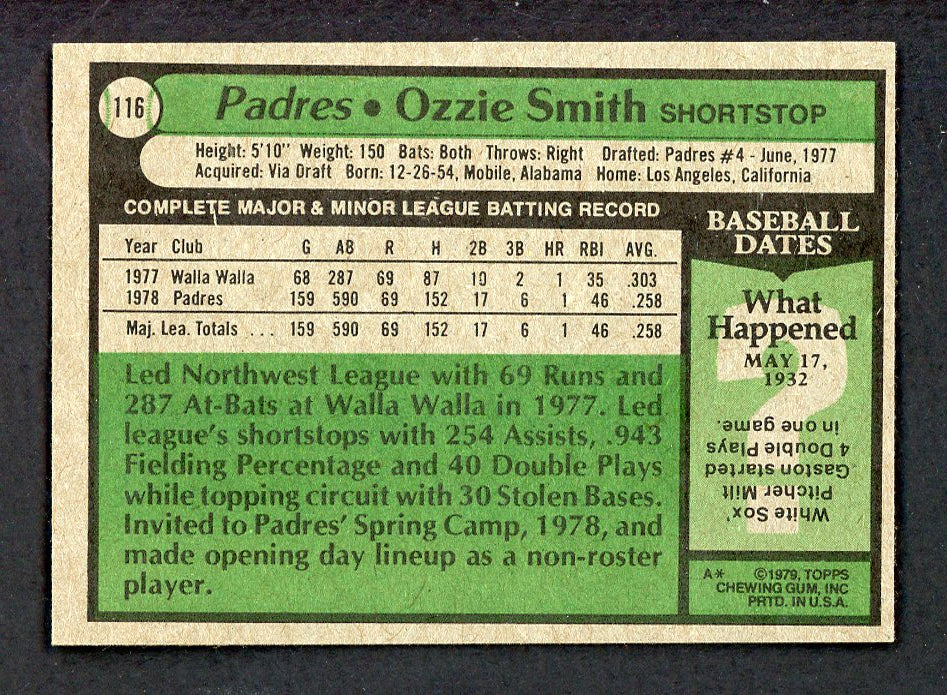 116
Padres • Ozzie Smith SHORTSTOP
Height: 5'10" Weight: 150 Bats: Both Throws: Right Drafted: Padres #4 - June, 1977
Acquired: Via Draft Born: 12-26-54, Mobile, Alabama Home: Los Angeles, California
COMPLETE MAJOR & MINOR LEAGUE BATTING RECORD
Year Club G AB R H 2B 3B HR RBI AVG.
1977 Walla Walla 68 287 69 87 10 2 1 35 .303
1978 Padres 159 590 69 152 17 6 1 46 .258
Maj. Lea. Totals ... 159 590 69 152 17 6 1 46 .258
Led Northwest League with 69 Runs and
287 At-Bats at Walla Walla in 1977. Led
league's shortstops with 254 Assists, .943
Fielding Percentage and 40 Double Plays
while topping circuit with 30 Stolen Bases.
Invited to Padres' Spring Camp, 1978, and
made opening day lineup as a non-roster
player.
BASEBALL
DATES
What
Happened
MAY 17,
1932
?
White Sox'
Pitcher Milt
Gaston started
4 Double Plays
in one game.
A* ©1979, TOPPS
CHEWING GUM, INC
PRTD. IN U.S.A.